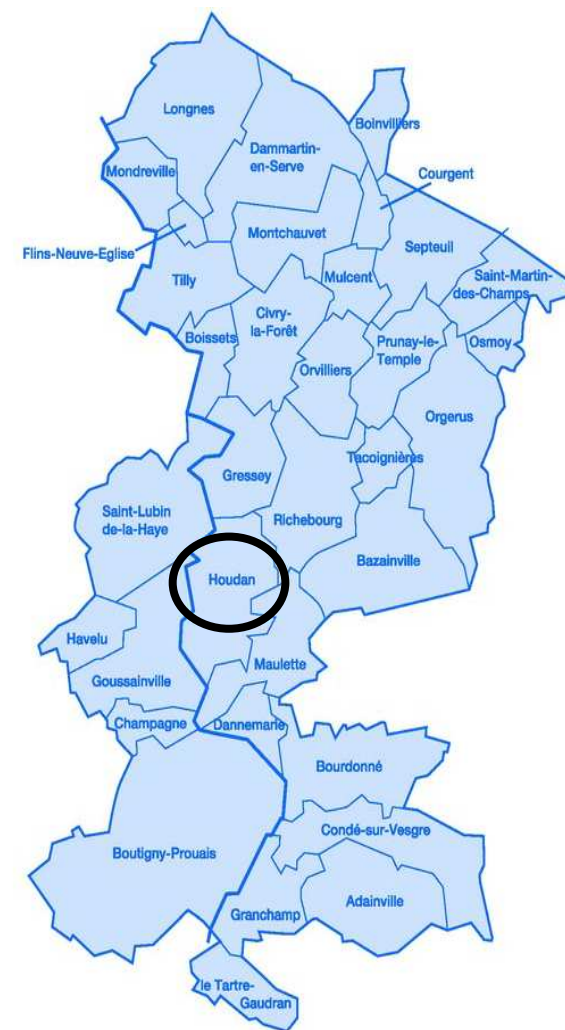 Longnes
Boinvilliers
Dammartin-
en-Serve
Mondreville
Courgent
Montchauvet
Septeuil
Flins-Neuve-Eglise
Tilly
Mulcent
Saint-Martin
des-Champs
Civry-
la-Forêt
Boissets
Prunay-le-
Temple
Osmoy
Orvilliers
Orgerus
Tacoignières
Gressey
Saint-Lubin
de-la-Haye
Richebourg
Bazainville
Houdan
Havelu
Maulette
Goussainville
Champagne
Dannemarie
Bourdonné
Condé-sur-Vesgre
Boutigny-Prouais
Adainville
Granchamp
le Tartre-
Gaudran